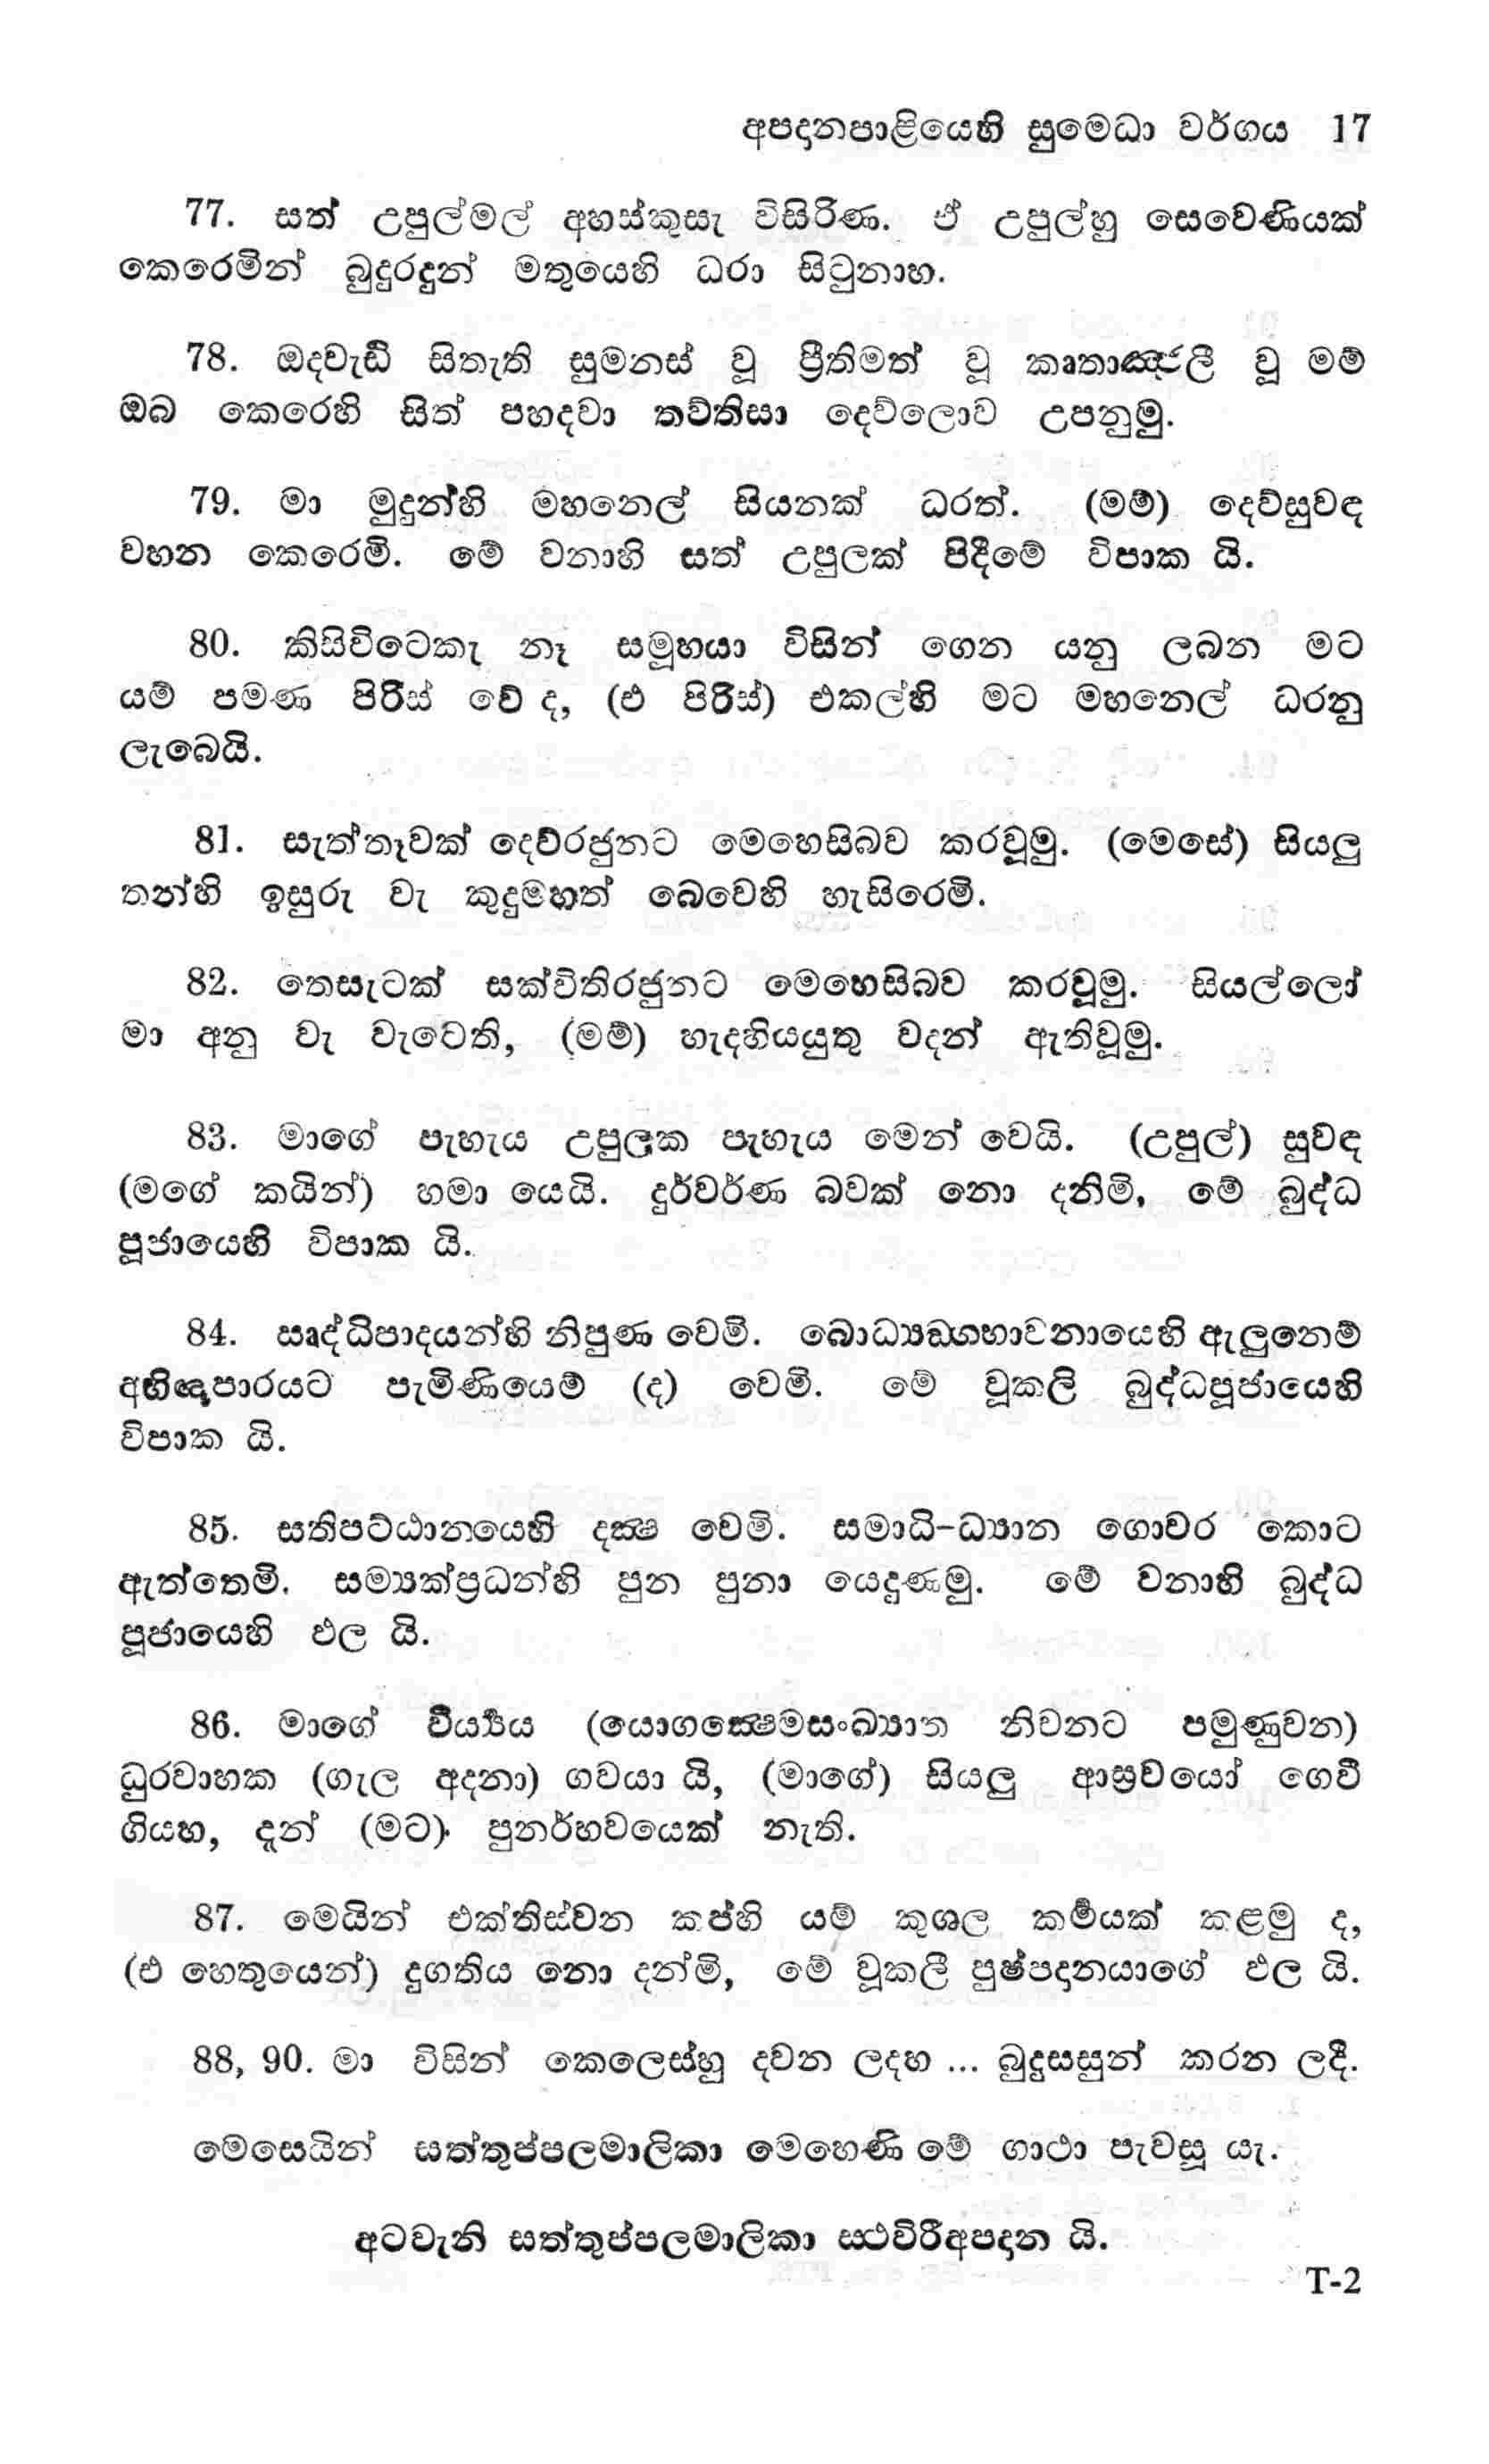 අපදානපාළියෙහි සුමෙධා වර්ගය 17
77. සත් උපුල්මල් අහස්කුසැ විසිරිණ. ඒ උපුල්හු සෙවෙණියක්
කෙරෙමින් බුදුරදුන් මතුයෙහි ධරා සිටුනාහ.
78. ඔදවැඩි සිතැති සුමනස් වූ ප්‍රීතිමත් වූ කෘතාඤ්ජලී වූ මම්
ඔබ කෙරෙහි සිත් පහදවා තව්තිසා දෙව්ලොව උපනුමු.
79. මා මුදුන්හි මහනෙල් සියනක් ධරත්. (මම්) දෙව්සුවඳ
වහන කෙරෙමි. මේ වනාහි සත් උපුලක් පිදීමේ විපාක යි.
80. කිසිවිටෙකැ නෑ සමූහයා විසින් ගෙන යනු ලබන මට
යම් පමණ පිරිස් වේ ද, (එ පිරිස්) එකල්හි මට මහනෙල් ධරනු
ලැබෙයි.
81. සැත්තෑවක් දෙව්රජුනට මෙහෙසිබව කරවූමු. (මෙසේ) සියලු
තන්හි ඉසුරු වැ කුදුමහත් බෙවෙහි හැසිරෙමි.
82. තෙසැටක් සක්විතිරජුනට මෙහෙසිබව කරවූමු. සියල්ලෝ
මා අනු වැ වැටෙති, (මම්) හැදහියයුතු වදන් ඇතිවූමු.
83. මාගේ පැහැය උපුලක පැහැය මෙන් වෙයි. (උපුල්) සුවඳ
(මගේ කයින්) හමා යෙයි. දුර්වර්ණ බවක් නො දනිමි, මේ බුද්ධ
පූජායෙහි විපාක යි.
84. ඍද්ධිපාදයන්හි නිපුණ වෙමි. බොධ්‍යඞ්ගභාවනායෙහි ඇලුනෙම්
අභිඥාපාරයට පැමිණියෙම් (ද) වෙමි. මේ වූකලි බුද්ධපූජායෙහි
විපාක යි.
85. සතිපට්ඨානයෙහි දක්‍ෂ වෙමි. සමාධි-ධ්‍යාන ගොචර කොට
ඇත්තෙමි. සම්‍යක්ප්‍රධන්හි පුන පුනා යෙදුණමු. මේ වනාහි බුද්ධ
පූජායෙහි ඵල යි.
86. මාගේ වීර්‍ය්‍යය (යොගක්‍ෂෙමසංඛ්‍යාත නිවනට පමුණුවන)
ධුරවාහක (ගැල අදනා) ගවයා යි, (මාගේ) සියලු ආස්‍රවයෝ ගෙවී
ගියහ, දැන් (මට) පුනර්භවයෙක් නැති.
87. මෙයින් එක්තිස්වන කප්හි යම් කුශල කර්‍මයක් කළමු ද,
(එ හෙතුයෙන්) දුගතිය නො දන්මි, මේ වූකලී පුෂ්පදානයාගේ ඵල යි.
88, 90. මා විසින් කෙලෙස්හු දවන ලදහ ... බුදුසසුන් කරන ලදී.
මෙසෙයින් සත්තුප්පලමාලිකා මෙහෙණි මේ ගාථා පැවසූ යැ.
අටවැනි සත්තුප්පලමාලිකා ස්ථවිරීඅපදාන යි.
T-2